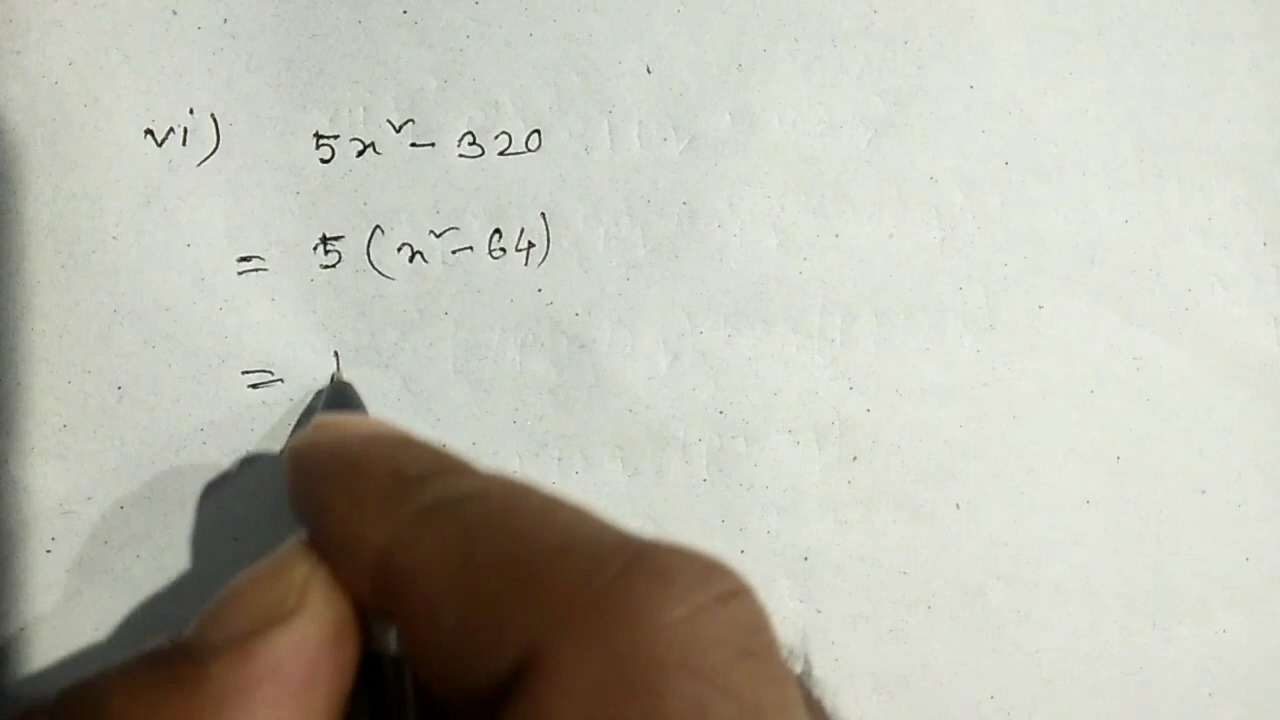 vi) 5x² - 320
= 5 (x² - 64)
=